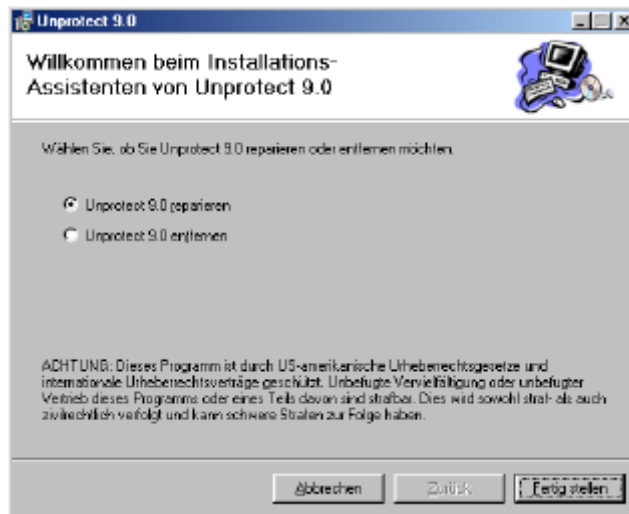 Unprotect 9.0
Willkommen beim Installations-
Assistenten von Unprotect 9.0
Wählen Sie, ob Sie Unprotect 9.0 reparieren oder entfernen möchten.
Unprotect 9.0 reparieren
Unprotect 9.0 entfernen
ACHTUNG: Dieses Programm ist durch US-amerikanische Urheberrechtsgesetze und
internationale Urheberrechtsverträge geschützt. Unbefugte Vervielfältigung oder unbefugter
Vertrieb dieses Programms oder eines Teils davon sind strafbar. Dies wird sowohl straf- als auch
zivilrechtlich verfolgt und kann schwere Strafen zur Folge haben.
Abbrechen
Zurück
Fertig stellen